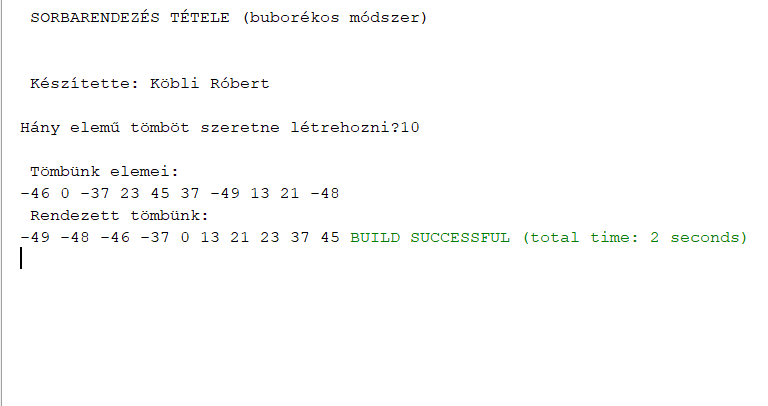 SORBARENDEZÉS TÉTELE (buborékos módszer)
Készítette: Köbli Róbert
Hány elemű tömböt szeretne létrehozni?10
Tömbünk elemei:
-46 0 -37 23 45 37 -49 13 21 -48
Rendezett tömbünk:
-49 -48 -46 -37 0 13 21 23 37 45 BUILD SUCCESSFUL (total time: 2 seconds)